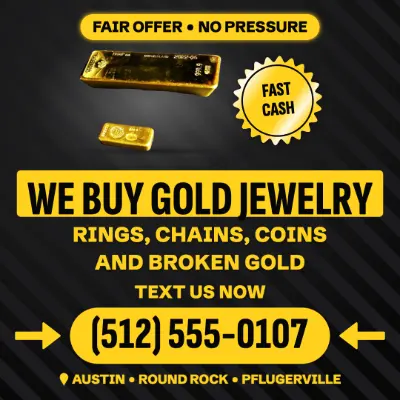 FAIR OFFER • NO PRESSURE
FAST
CASH
WE BUY GOLD JEWELRY
RINGS, CHAINS, COINS
AND BROKEN GOLD
TEXT US NOW
(512) 555-0107
AUSTIN • ROUND ROCK • PFLUGERVILLE